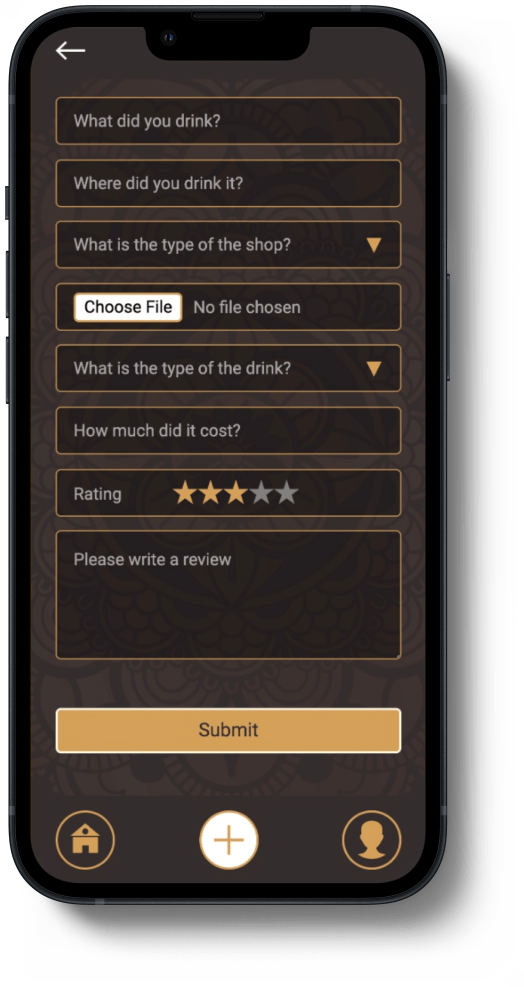 What did you drink?
Where did you drink it?
What is the type of the shop?
Choose File No file chosen
What is the type of the drink?
How much did it cost?
Rating
Please write a review
Submit